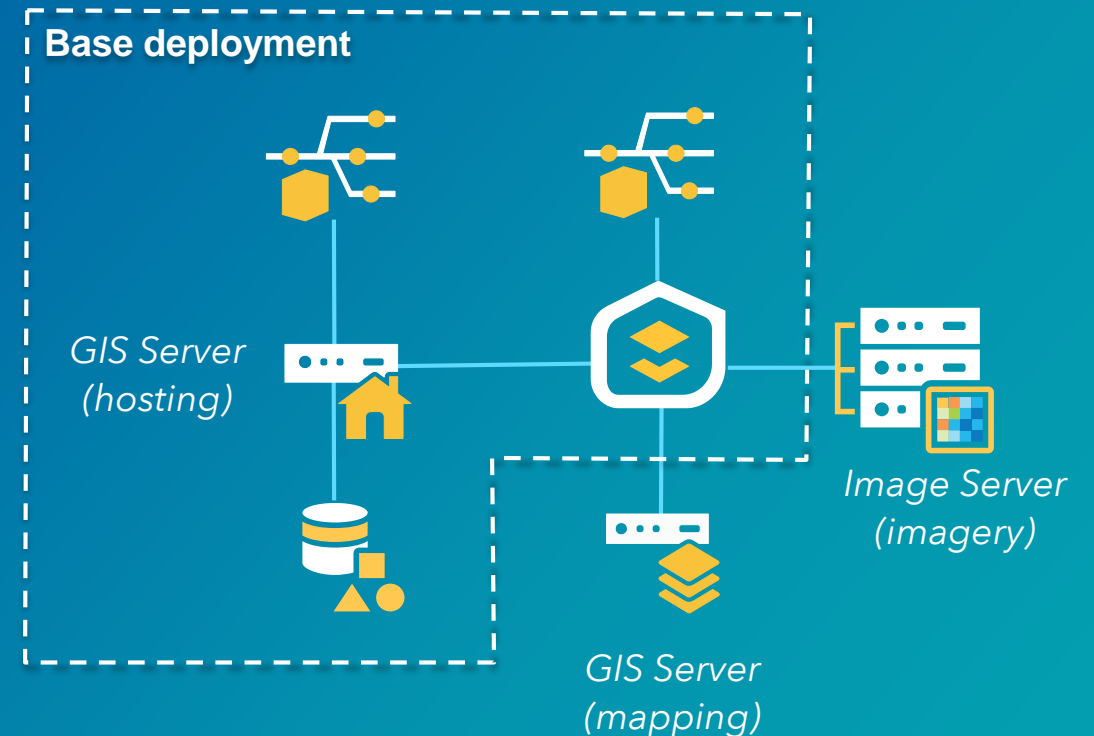 Base deployment
GIS Server
(hosting)
Image Server
(imagery)
GIS Server
(mapping)